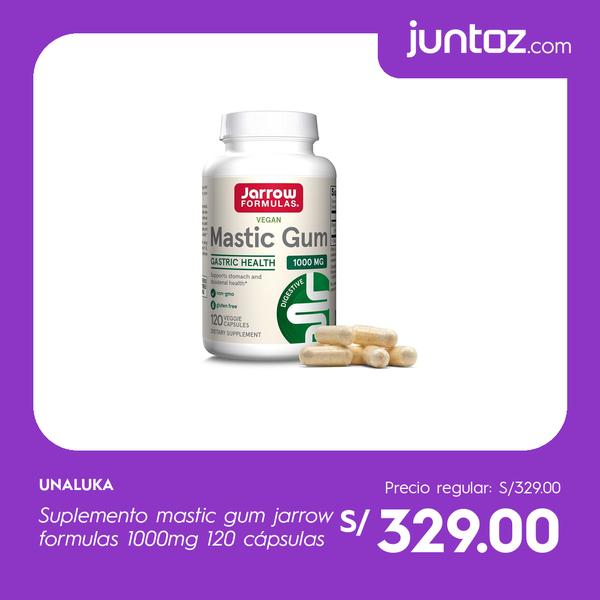 juntoz.com
Jarrow
FORMULAS®
VEGAN
Mastic Gum
GASTRIC HEALTH
1000 MG
Supports stomach and
duodenal health*
non-gmo
gluten free
DIGESTIVE
120 VEGGIE
CAPSULES
DIETARY SUPPLEMENT
UNALUKA
Precio regular: S/329.00
Suplemento mastic gum jarrow
formulas 1000mg 120 cápsulas
S/ 329.00